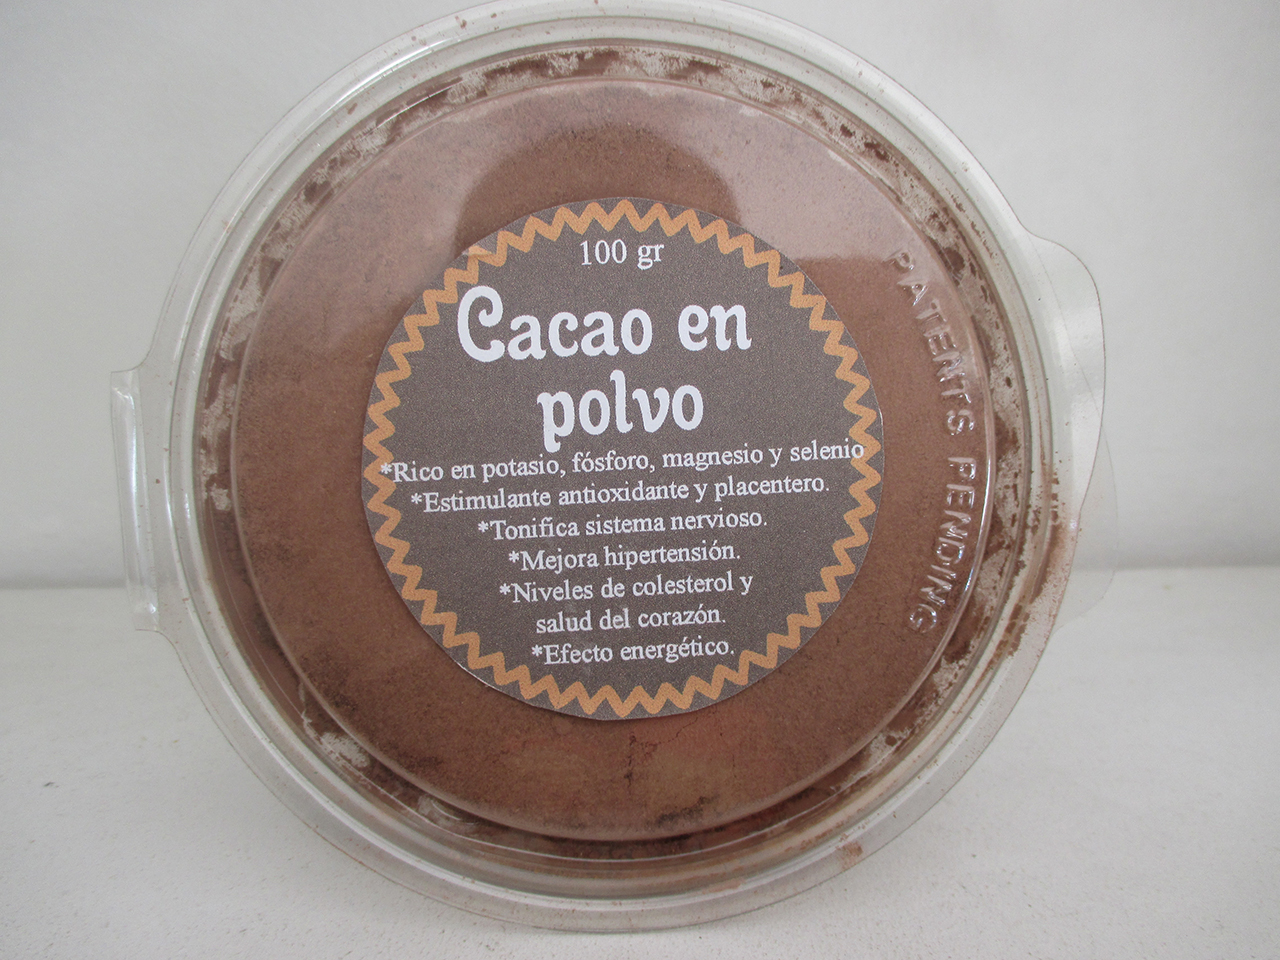 100 gr
Cacao en
polvo
*Rico en potasio, fósforo, magnesio y selenio
*Estimulante antioxidante y placentero.
*Tonifica sistema nervioso.
*Mejora hipertensión.
*Niveles de colesterol y
salud del corazón.
*Efecto energético.
PATENTS PENDING